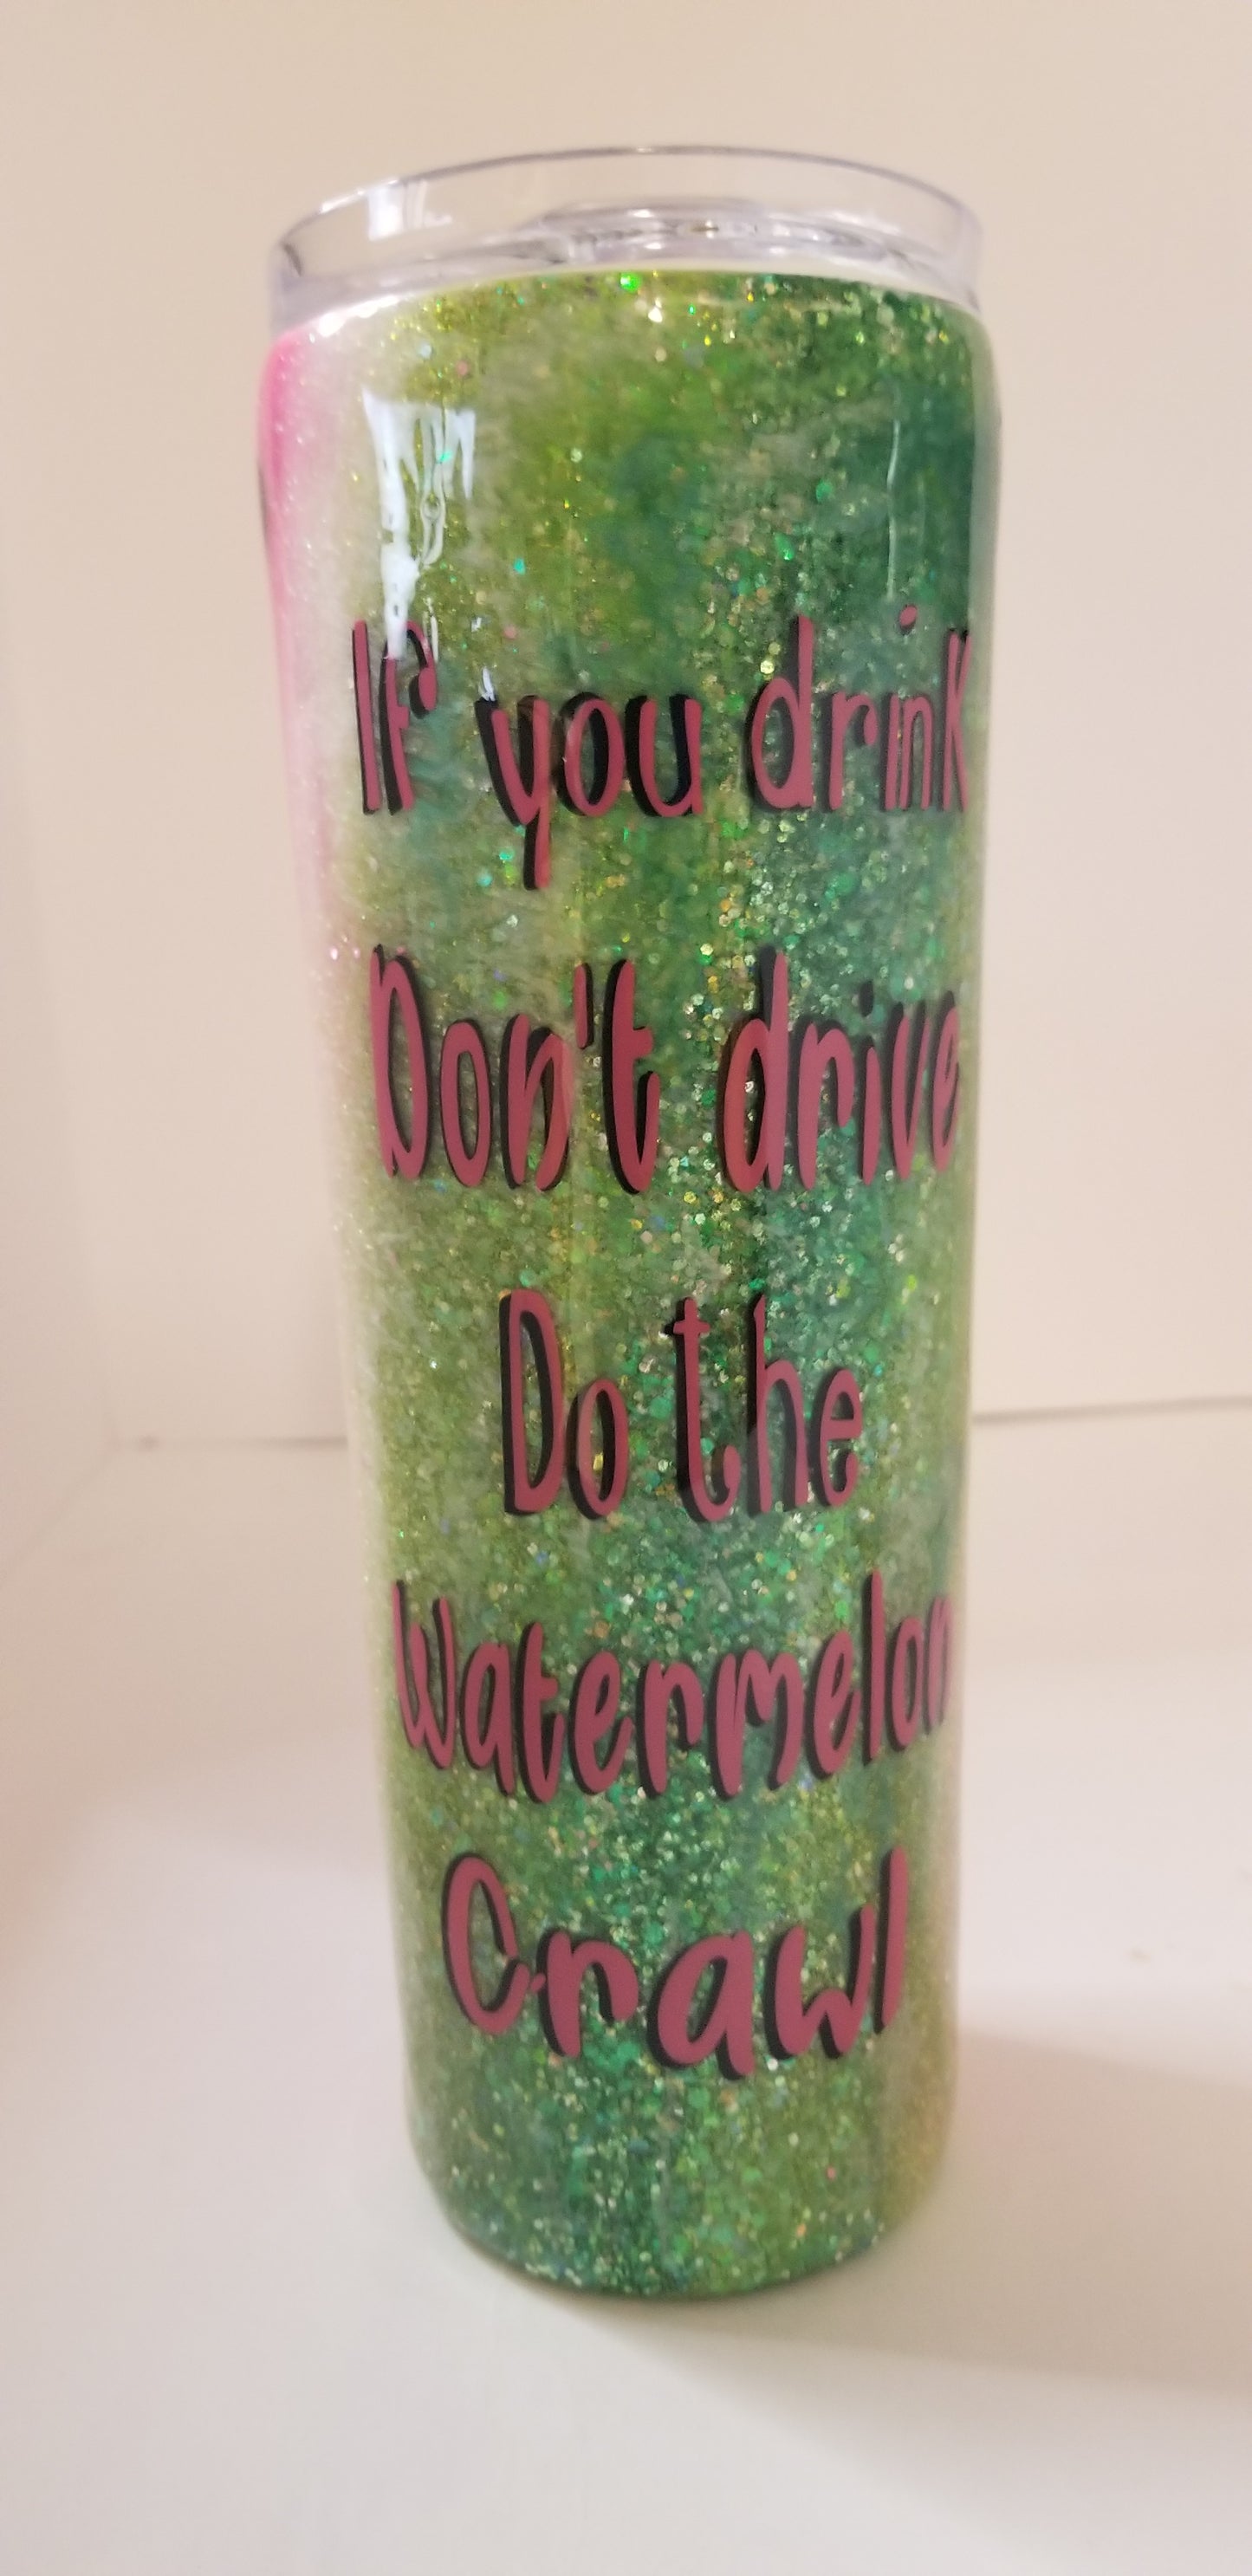 If you drink
Don't drive
Do the
Watermelon
Crawl